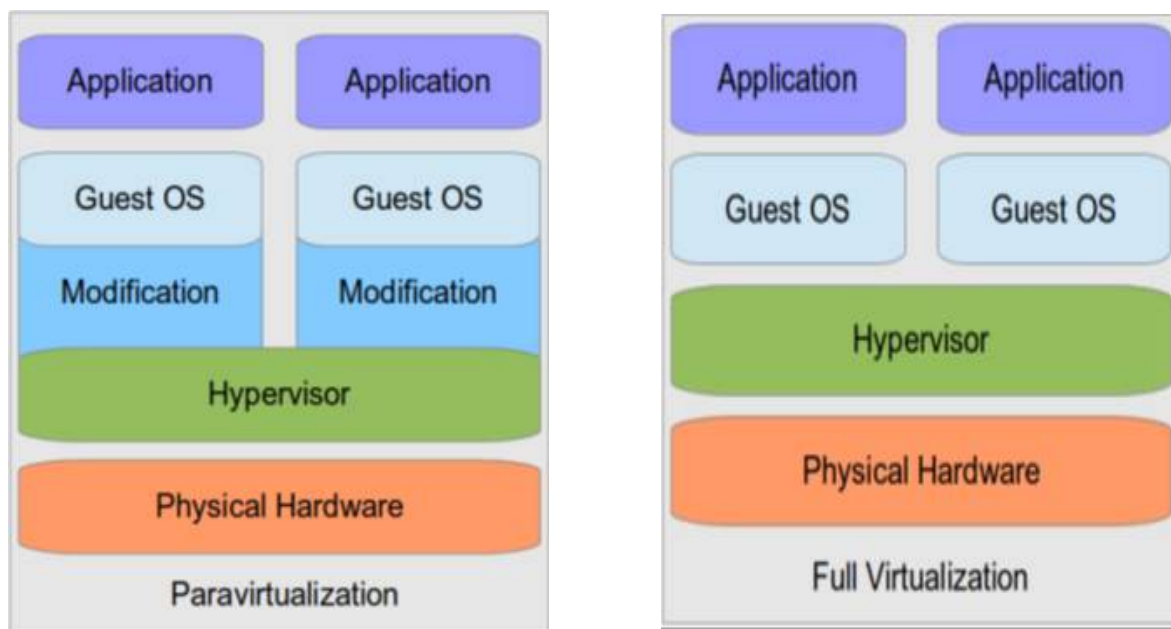 Application Application
Guest OS Guest OS
Modification Modification
Hypervisor
Physical Hardware
Paravirtualization
Application Application
Guest OS Guest OS
Hypervisor
Physical Hardware
Full Virtualization